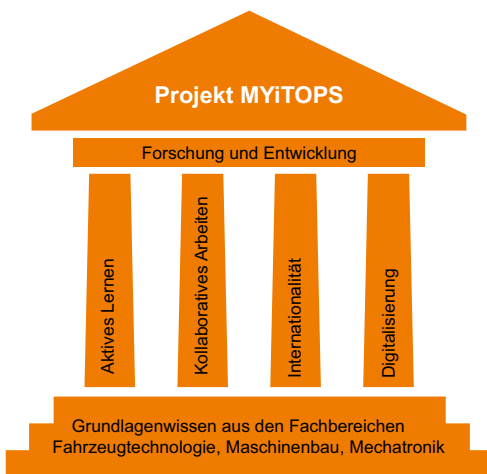 Projekt MYiTOPS
Forschung und Entwicklung
Aktives Lernen
Kollaboratives Arbeiten
Internationalität
Digitalisierung
Grundlagenwissen aus den Fachbereichen
Fahrzeugtechnologie, Maschinenbau, Mechatronik